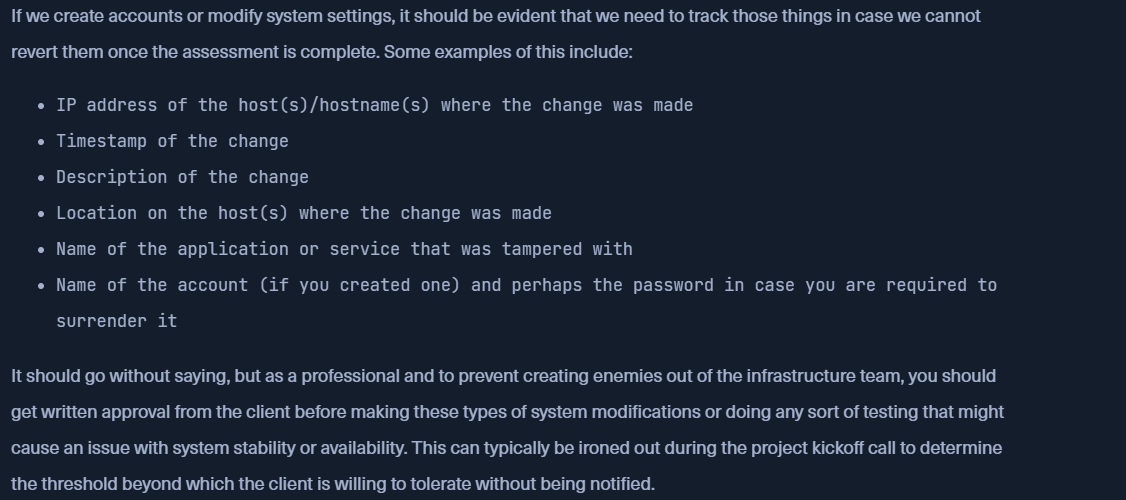 If we create accounts or modify system settings, it should be evident that we need to track those things in case we cannot
revert them once the assessment is complete. Some examples of this include:
• IP address of the host(s)/hostname(s) where the change was made
• Timestamp of the change
• Description of the change
• Location on the host(s) where the change was made
• Name of the application or service that was tampered with
• Name of the account (if you created one) and perhaps the password in case you are required to
surrender it
It should go without saying, but as a professional and to prevent creating enemies out of the infrastructure team, you should
get written approval from the client before making these types of system modifications or doing any sort of testing that might
cause an issue with system stability or availability. This can typically be ironed out during the project kickoff call to determine
the threshold beyond which the client is willing to tolerate without being notified.